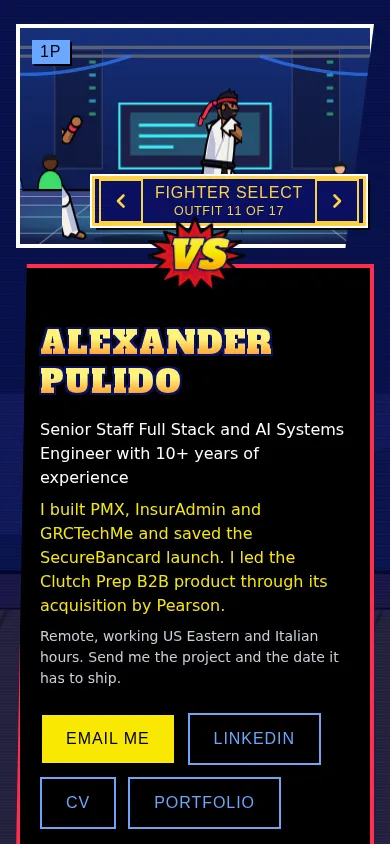 1P
FIGHTER SELECT
OUTFIT 11 OF 17
VS
ALEXANDER
PULIDO
Senior Staff Full Stack and AI Systems
Engineer with 10+ years of
experience
I built PMX, InsurAdmin and
GRCTechMe and saved the
SecureBancard launch. I led the
Clutch Prep B2B product through its
acquisition by Pearson.
Remote, working US Eastern and Italian
hours. Send me the project and the date it
has to ship.
EMAIL ME
LINKEDIN
CV
PORTFOLIO